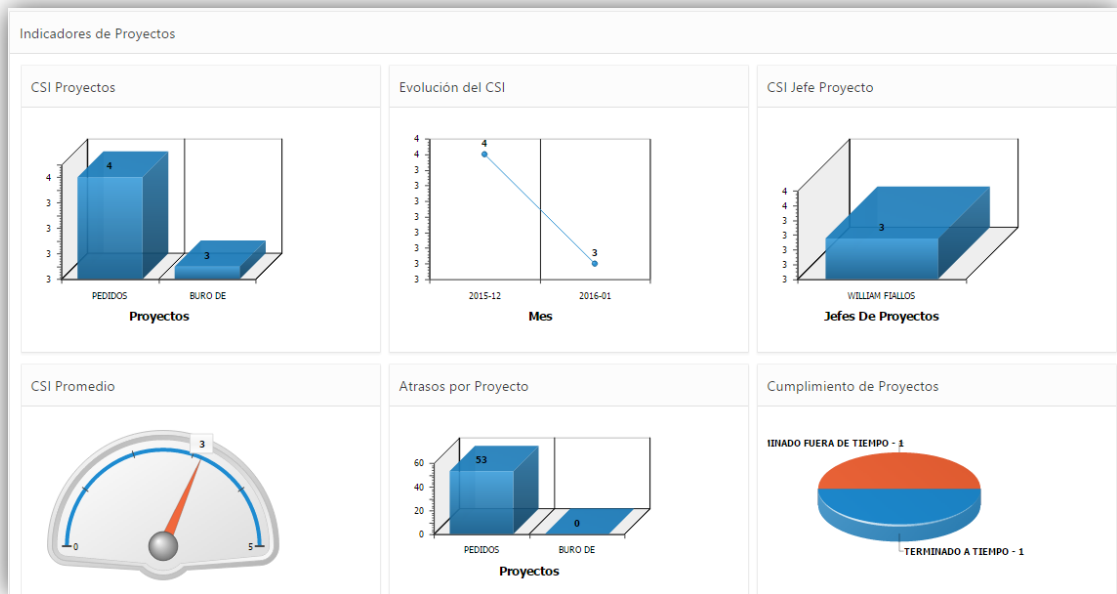 Indicadores de Proyectos
CSI Proyectos
4
3
3
3
3
4
3
PEDIDOS
BURO DE
Proyectos
Evolución del CSI
4
4
3
3
3
3
3
3
3
3
4
3
2015-12
2016-01
Mes
CSI Jefe Proyecto
4
4
3
3
3
3
3
3
WILLIAM FIALLOS
Jefes De Proyectos
CSI Promedio
3
0
5
Atrasos por Proyecto
60
40
20
0
53
0
PEDIDOS
BURO DE
Proyectos
Cumplimiento de Proyectos
INADO FUERA DE TIEMPO - 1
TERMINADO A TIEMPO - 1